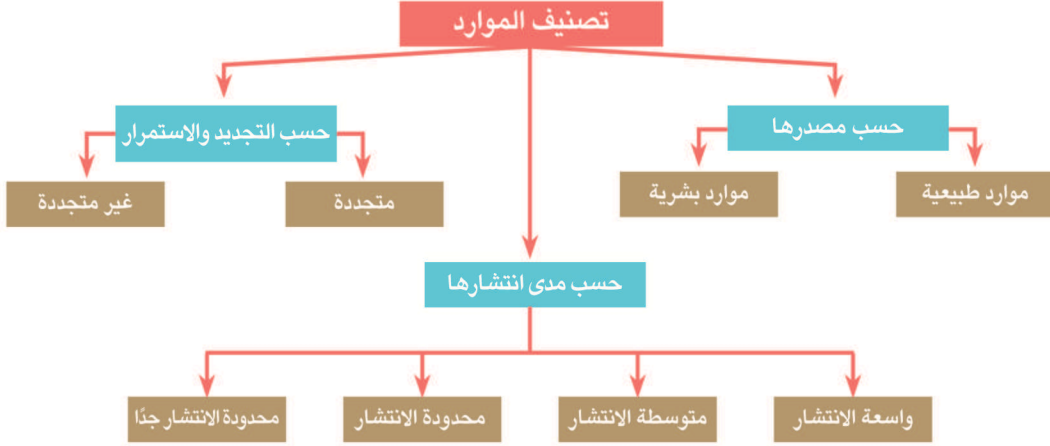 تصنيف الموارد
حسب مصدرها
حسب التجديد والاستمرار
موارد طبيعية
موارد بشرية
متجددة
غير متجددة
حسب مدى انتشارها
واسعة الانتشار
متوسطة الانتشار
محدودة الانتشار
محدودة الانتشار جدًا